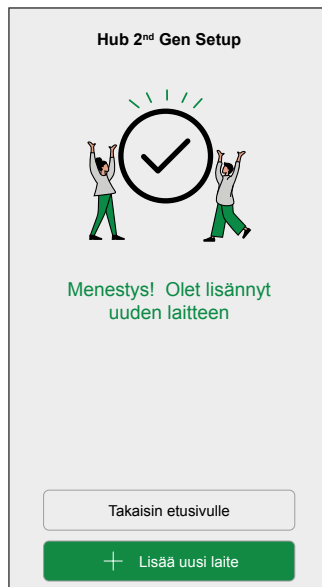 Hub 2nd Gen Setup
Menestys!  Olet lisännyt
uuden laitteen
Takaisin etusivulle
Lisää uusi laite